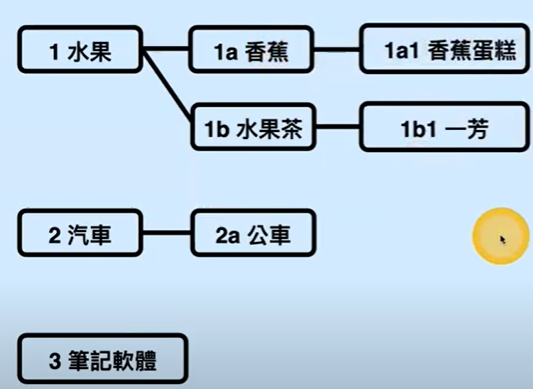 1 水果
1a 香蕉
1a1 香蕉蛋糕
1b 水果茶
1b1 一芳
2 汽車
2a 公車
3 筆記軟體